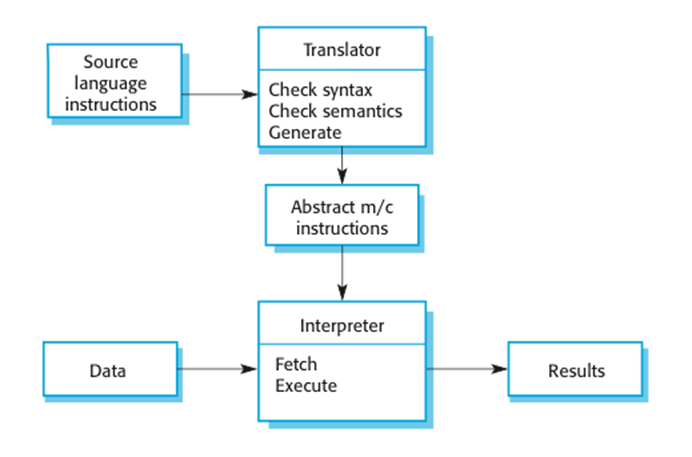 Source
language
instructions
Translator
Check syntax
Check semantics
Generate
Abstract m/c
instructions
Interpreter
Fetch
Execute
Data
Results